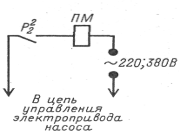 ПМ
P₂²
~220;380В
В цепь
управления
электропривода
насоса